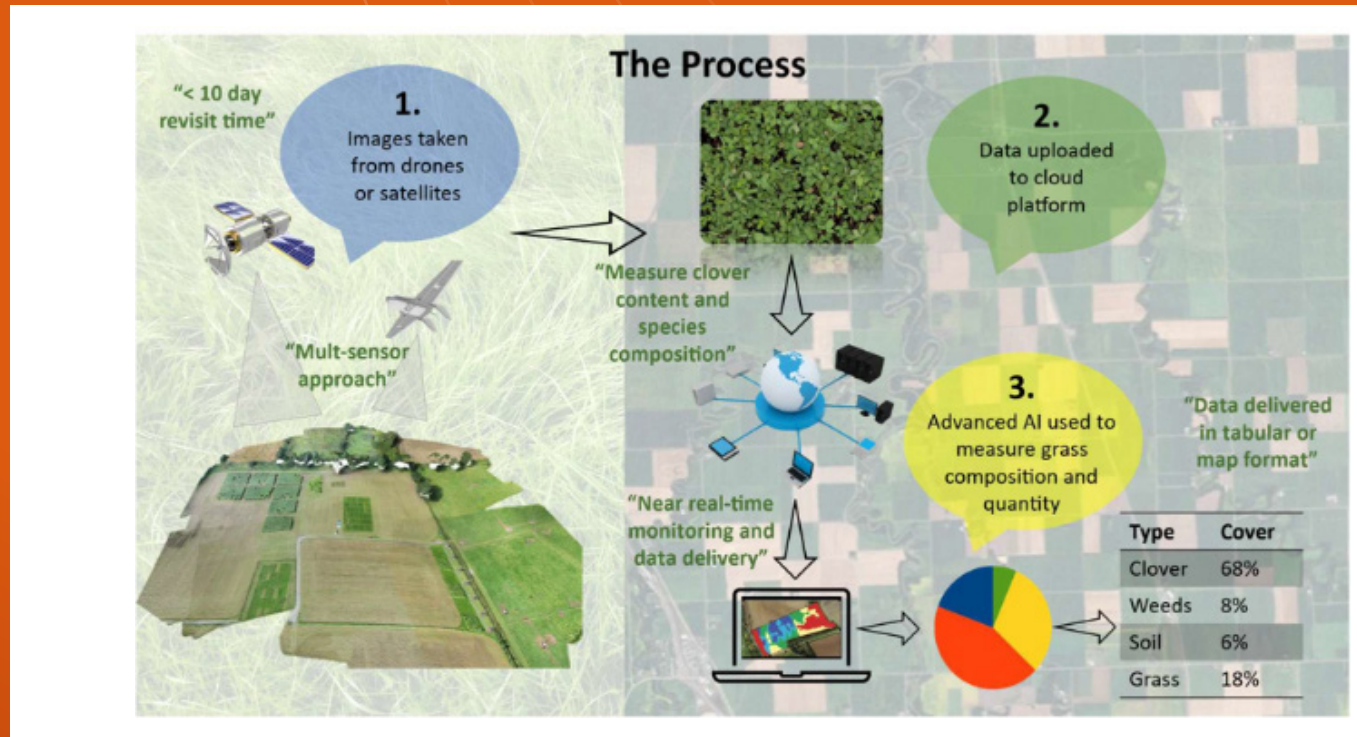 The Process
“< 10 day
revisit time”
1.
Images taken
from drones
or satellites
“Mult-sensor
approach”
2.
Data uploaded
to cloud
platform
“Measure clover
content and
species
composition”
3.
Advanced AI used to
measure grass
composition and
quantity
“Near real-time
monitoring and
data delivery”
“Data delivered
in tabular or
map format”
Type Cover
Clover 68%
Weeds 8%
Soil 6%
Grass 18%